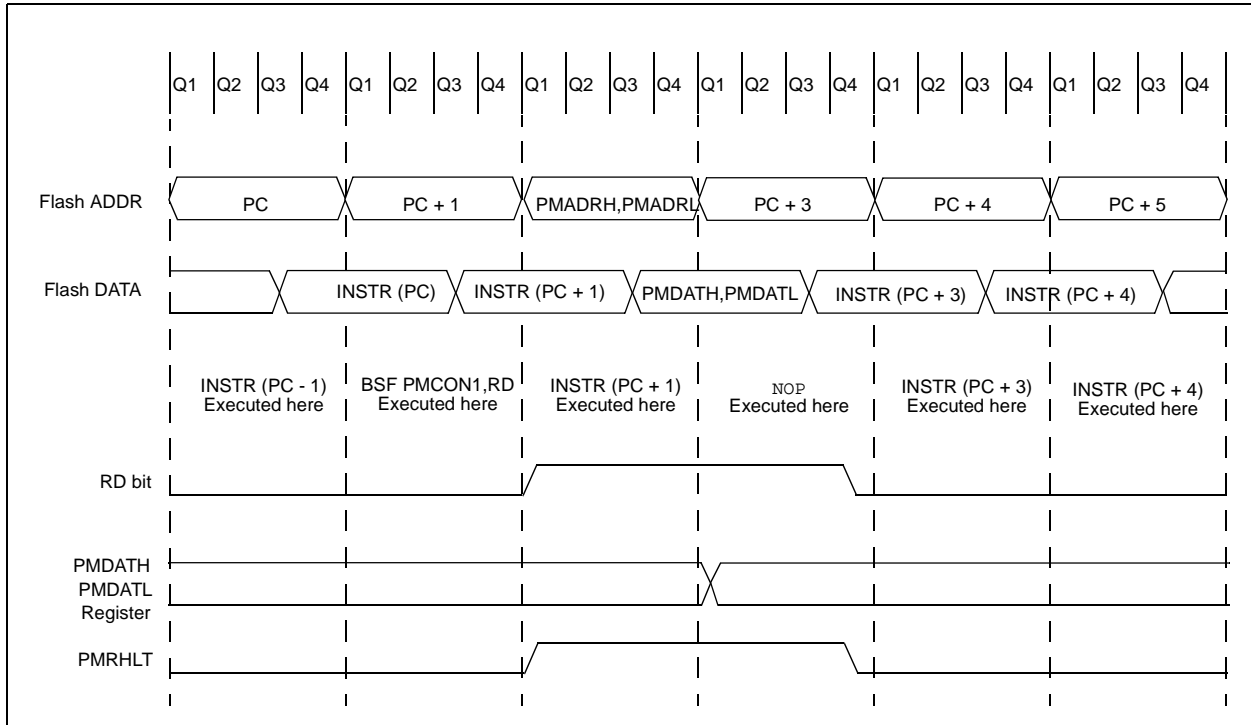 Q1 Q2 Q3 Q4 Q1 Q2 Q3 Q4 Q1 Q2 Q3 Q4 Q1 Q2 Q3 Q4 Q1 Q2 Q3 Q4 Q1 Q2 Q3 Q4
Flash ADDR PC PC + 1 PMADRH,PMADRL PC + 3 PC + 4 PC + 5
Flash DATA INSTR (PC) INSTR (PC + 1) PMDATH,PMDATL INSTR (PC + 3) INSTR (PC + 4)
INSTR (PC - 1) BSF PMCON1,RD INSTR (PC + 1) NOP INSTR (PC + 3) INSTR (PC + 4)
Executed here Executed here Executed here Executed here Executed here Executed here
RD bit
PMDATH
PMDATL
Register
PMRHLT